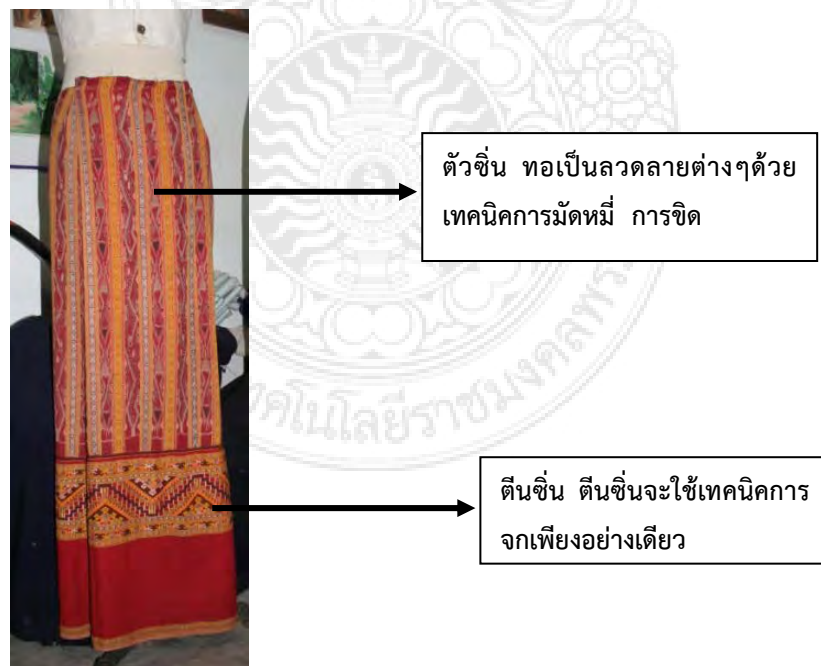 ตัวซิ่น ทอเป็นลวดลายต่างๆด้วย
เทคนิคการมัดหมี่ การขิด
ตีนซิ่น ตีนซิ่นจะใช้เทคนิคการ
จกเพียงอย่างเดียว